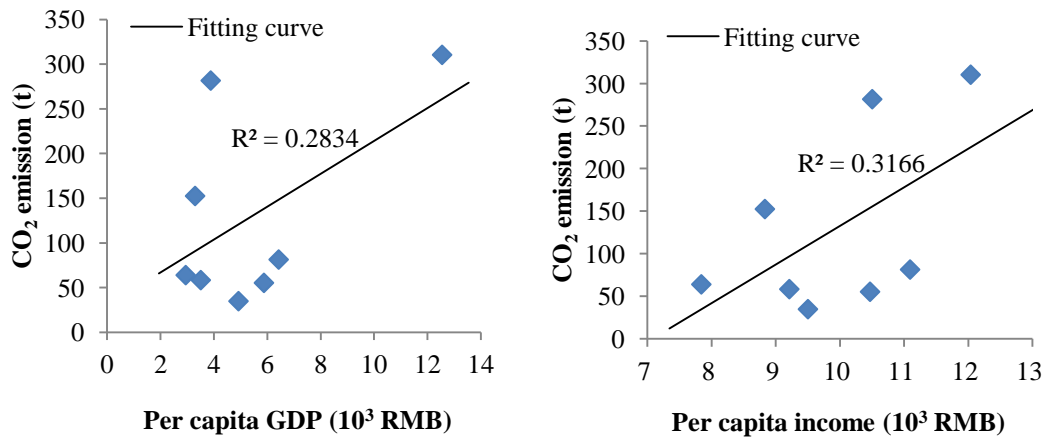 Fitting curve
350
300
250
200
150
100
50
0
R² = 0.2834
CO₂ emission (t)
0 2 4 6 8 10 12 14
Per capita GDP (10³ RMB)
Fitting curve
350
300
250
200
150
100
50
0
R² = 0.3166
CO₂ emission (t)
7 8 9 10 11 12 13
Per capita income (10³ RMB)